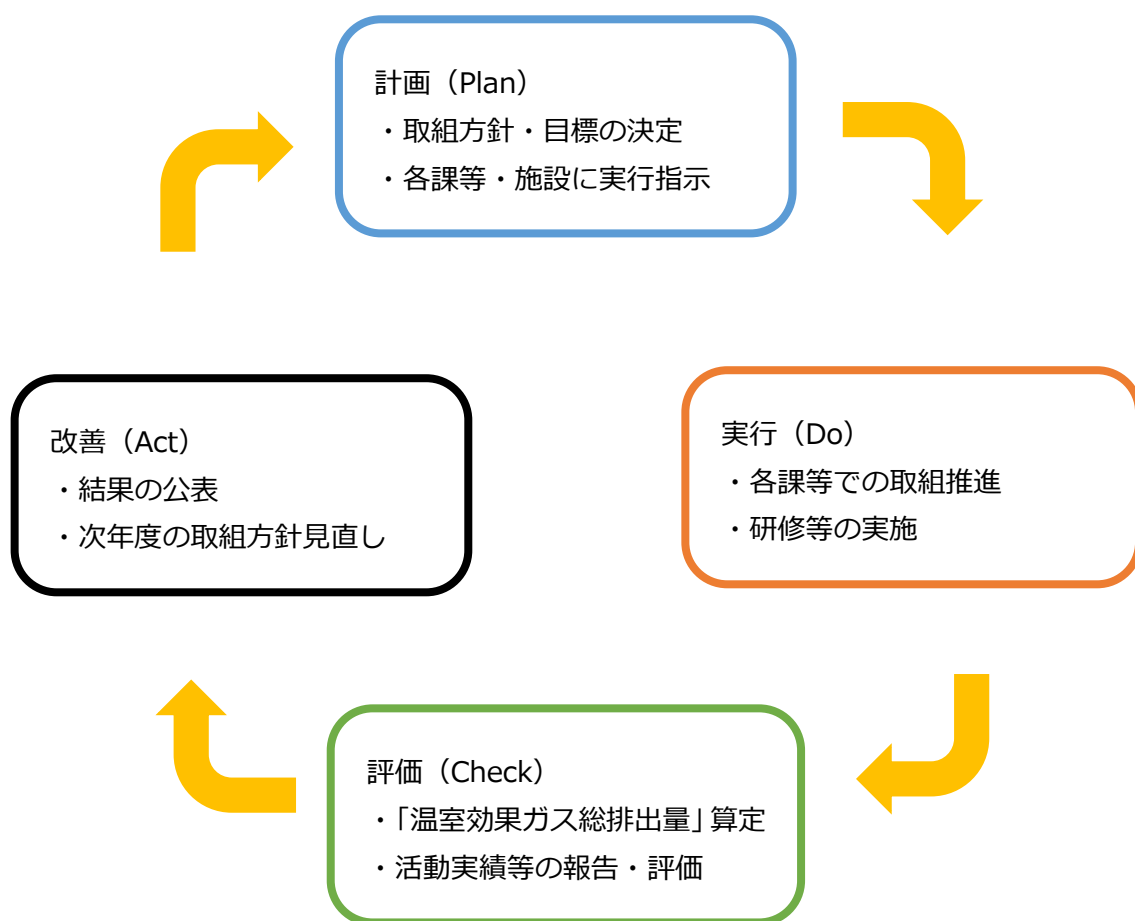 計画（Plan）
・取組方針・目標の決定
・各課等・施設に実行指示
改善（Act）
・結果の公表
・次年度の取組方針見直し
実行（Do）
・各課等での取組推進
・研修等の実施
評価（Check）
・「温室効果ガス総排出量」算定
・活動実績等の報告・評価